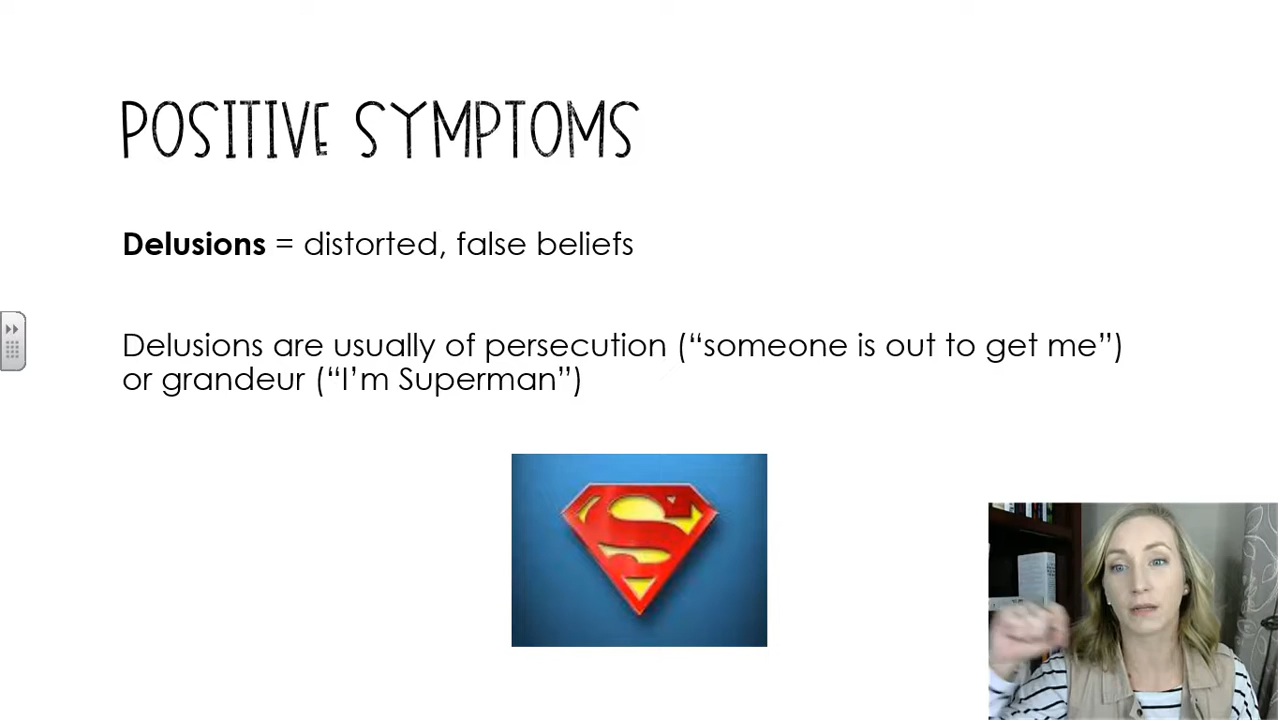 POSITIVE SYMPTOMS
Delusions = distorted, false beliefs
Delusions are usually of persecution (“someone is out to get me”)
or grandeur (“I’m Superman”)
S